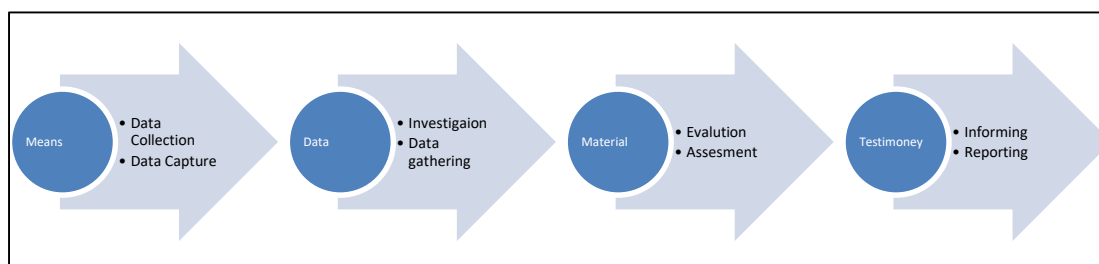 Means
• Data
Collection
• Data Capture
Data
• Investigaion
• Data
gathering
Material
• Evalution
• Assesment
Testimoney
• Informing
• Reporting